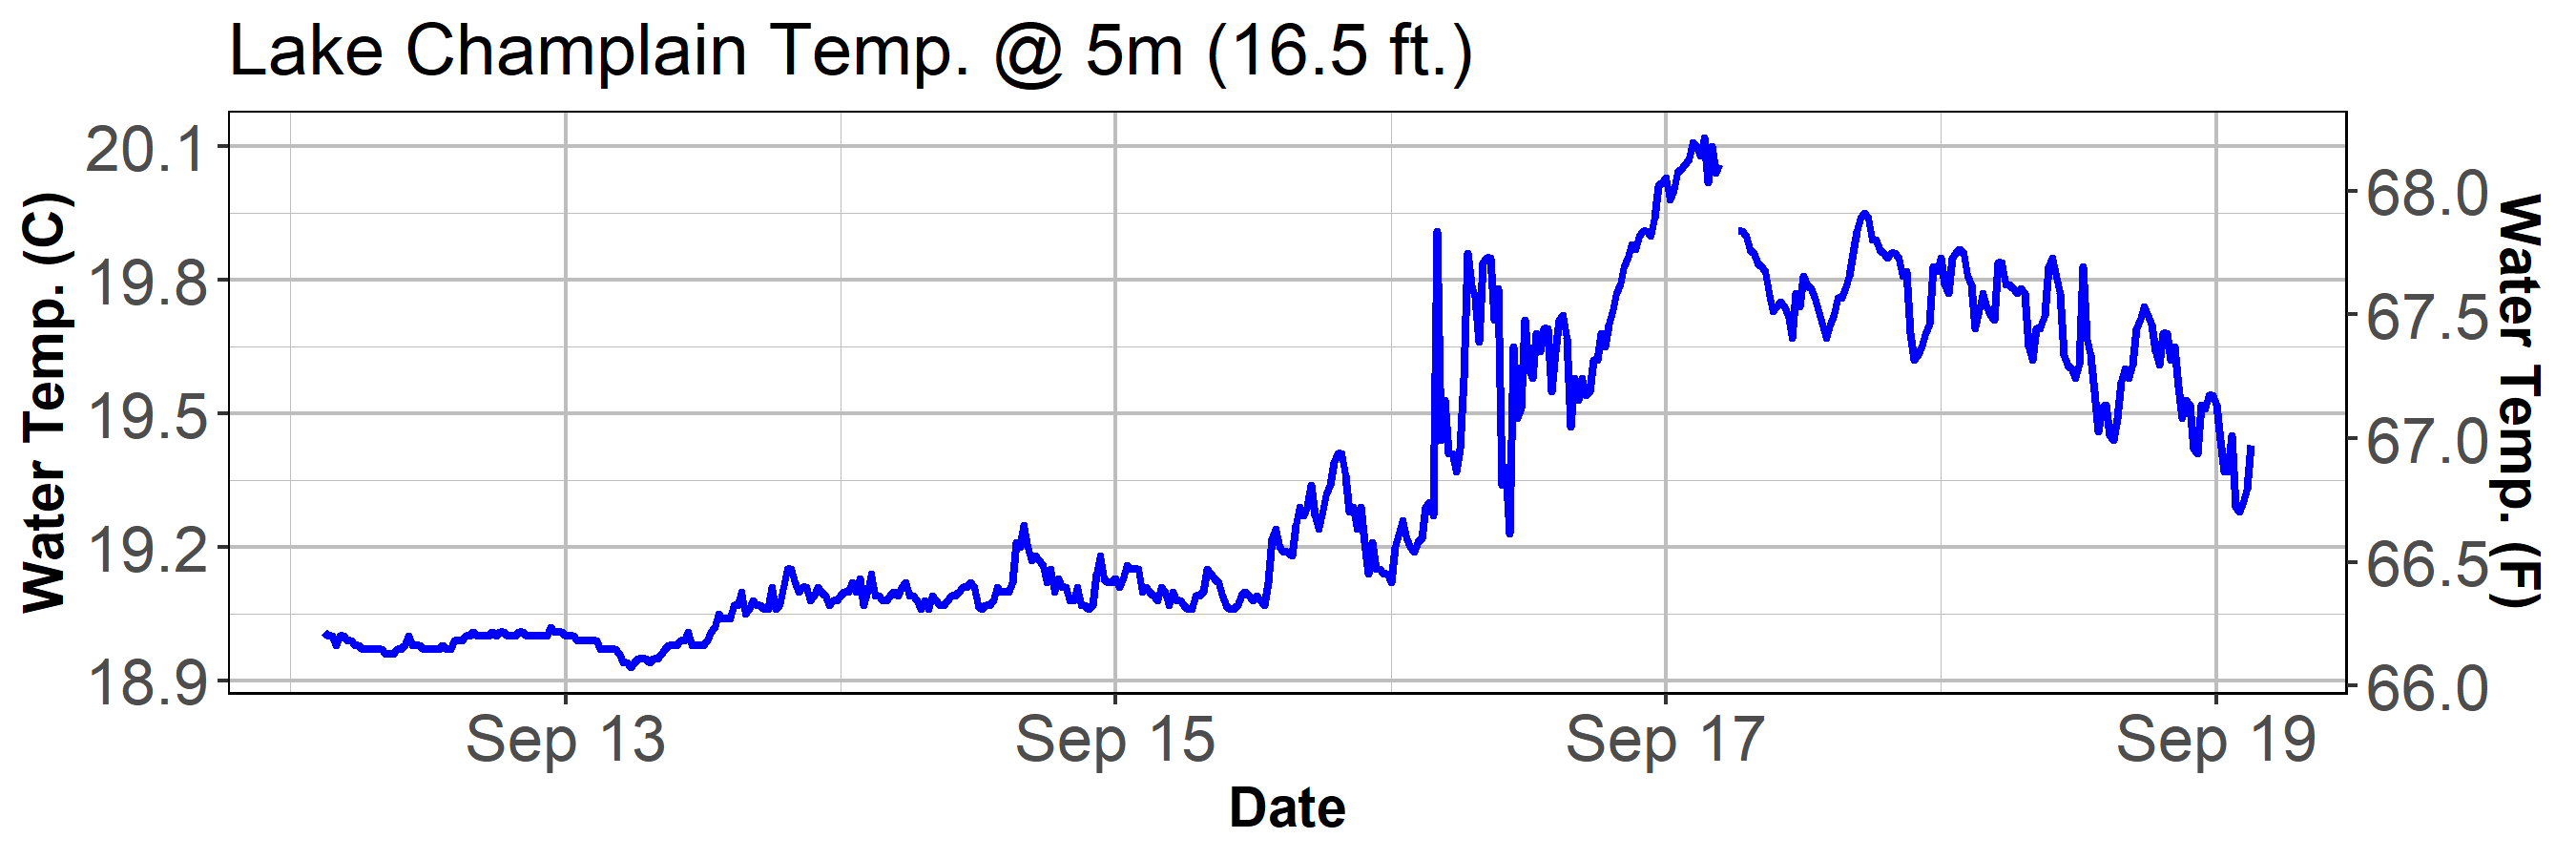 Lake Champlain Temp. @ 5m (16.5 ft.)
Water Temp. (C)
20.1
19.8
19.5
19.2
18.9
68.0
67.5
67.0
66.5
66.0
Water Temp. (F)
Sep 13
Sep 15
Sep 17
Sep 19
Date